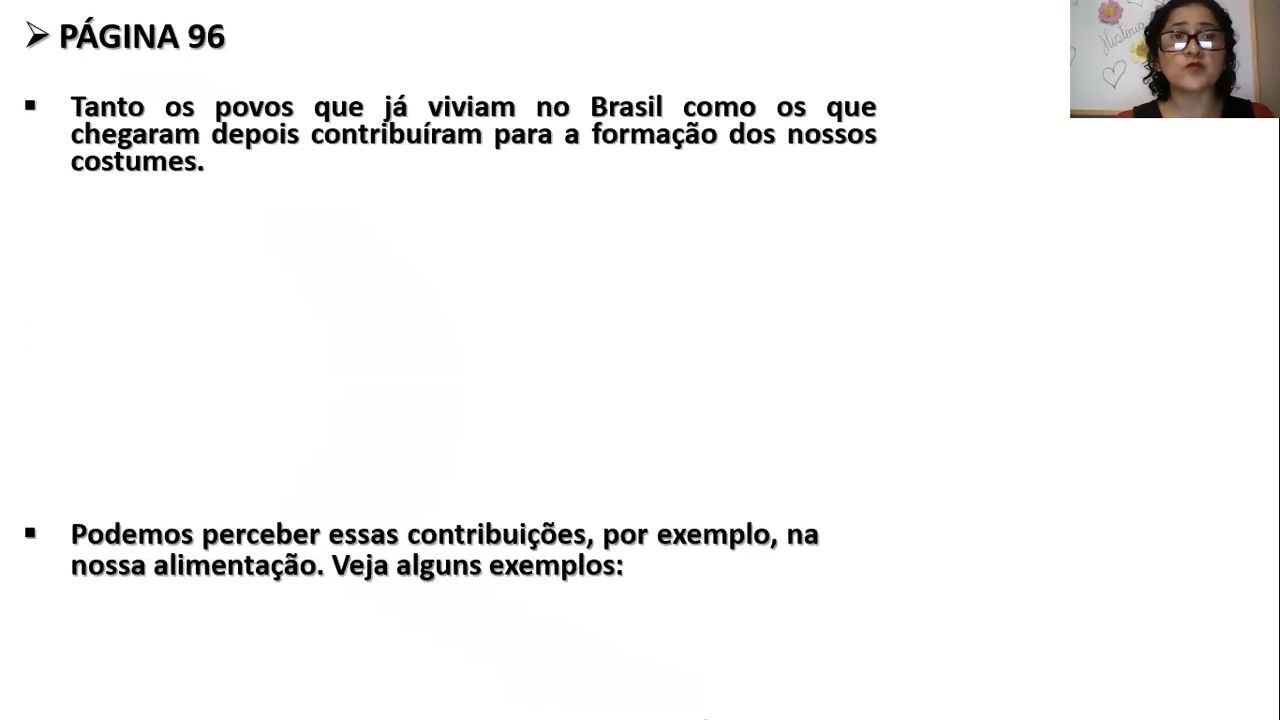 PÁGINA 96
Tanto os povos que já viviam no Brasil como os que
chegaram depois contribuíram para a formação dos nossos
costumes.
Podemos perceber essas contribuições, por exemplo, na
nossa alimentação. Veja alguns exemplos:
História